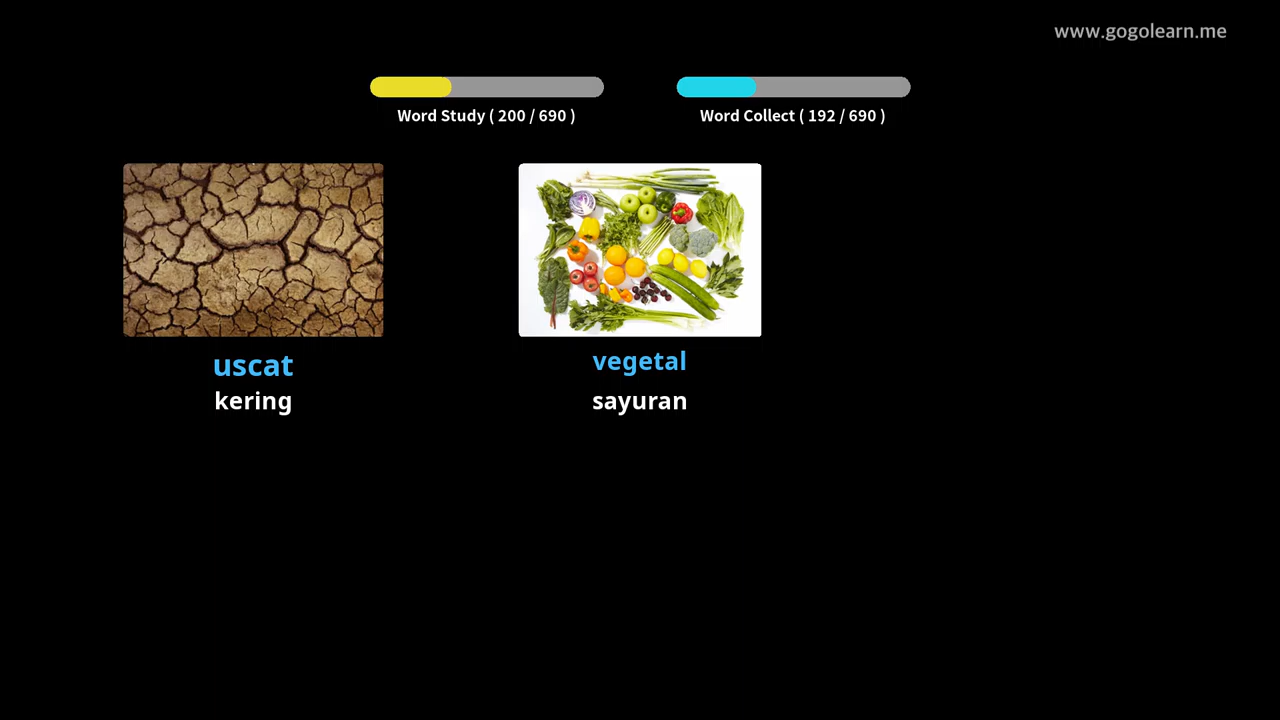 www.gogolearn.me
Word Study ( 200 / 690 )
Word Collect ( 192 / 690 )
uscat
kering
vegetal
sayuran